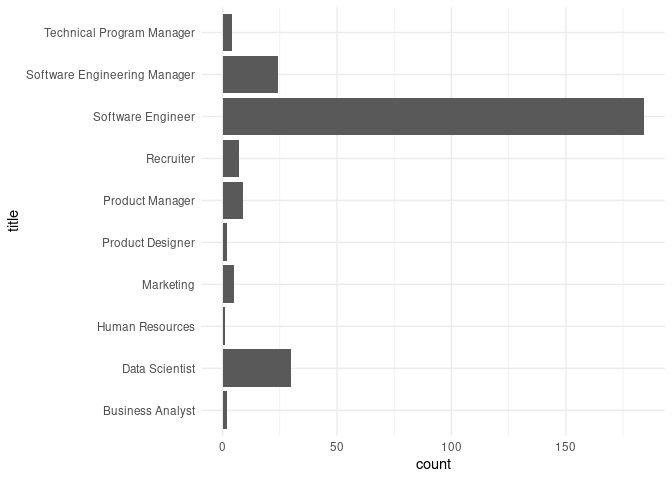 Technical Program Manager
Software Engineering Manager
Software Engineer
Recruiter
Product Manager
Product Designer
Marketing
Human Resources
Data Scientist
Business Analyst
title
0 50 100 150
count